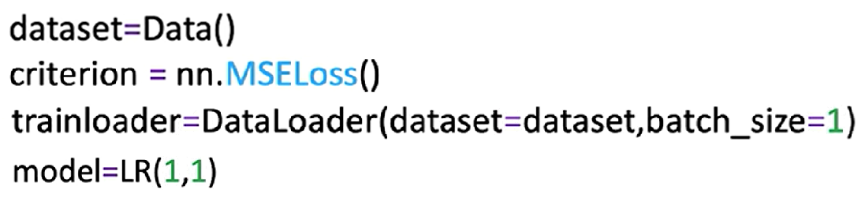 dataset=Data()
criterion = nn.MSELoss()
trainloader=DataLoader(dataset=dataset,batch_size=1)
model=LR(1,1)